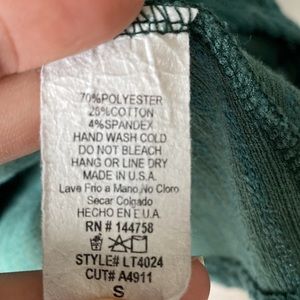 70%POLYESTER
26%COTTON
4%SPANDEX
HAND WASH COLD
DO NOT BLEACH
HANG OR LINE DRY
MADE IN U.S.A.
Lave Frio a Mano,No Cloro
Secar Colgado
HECHO EN E.U.A.
RN # 144758
STYLE# LT4024
CUT# A4911
S